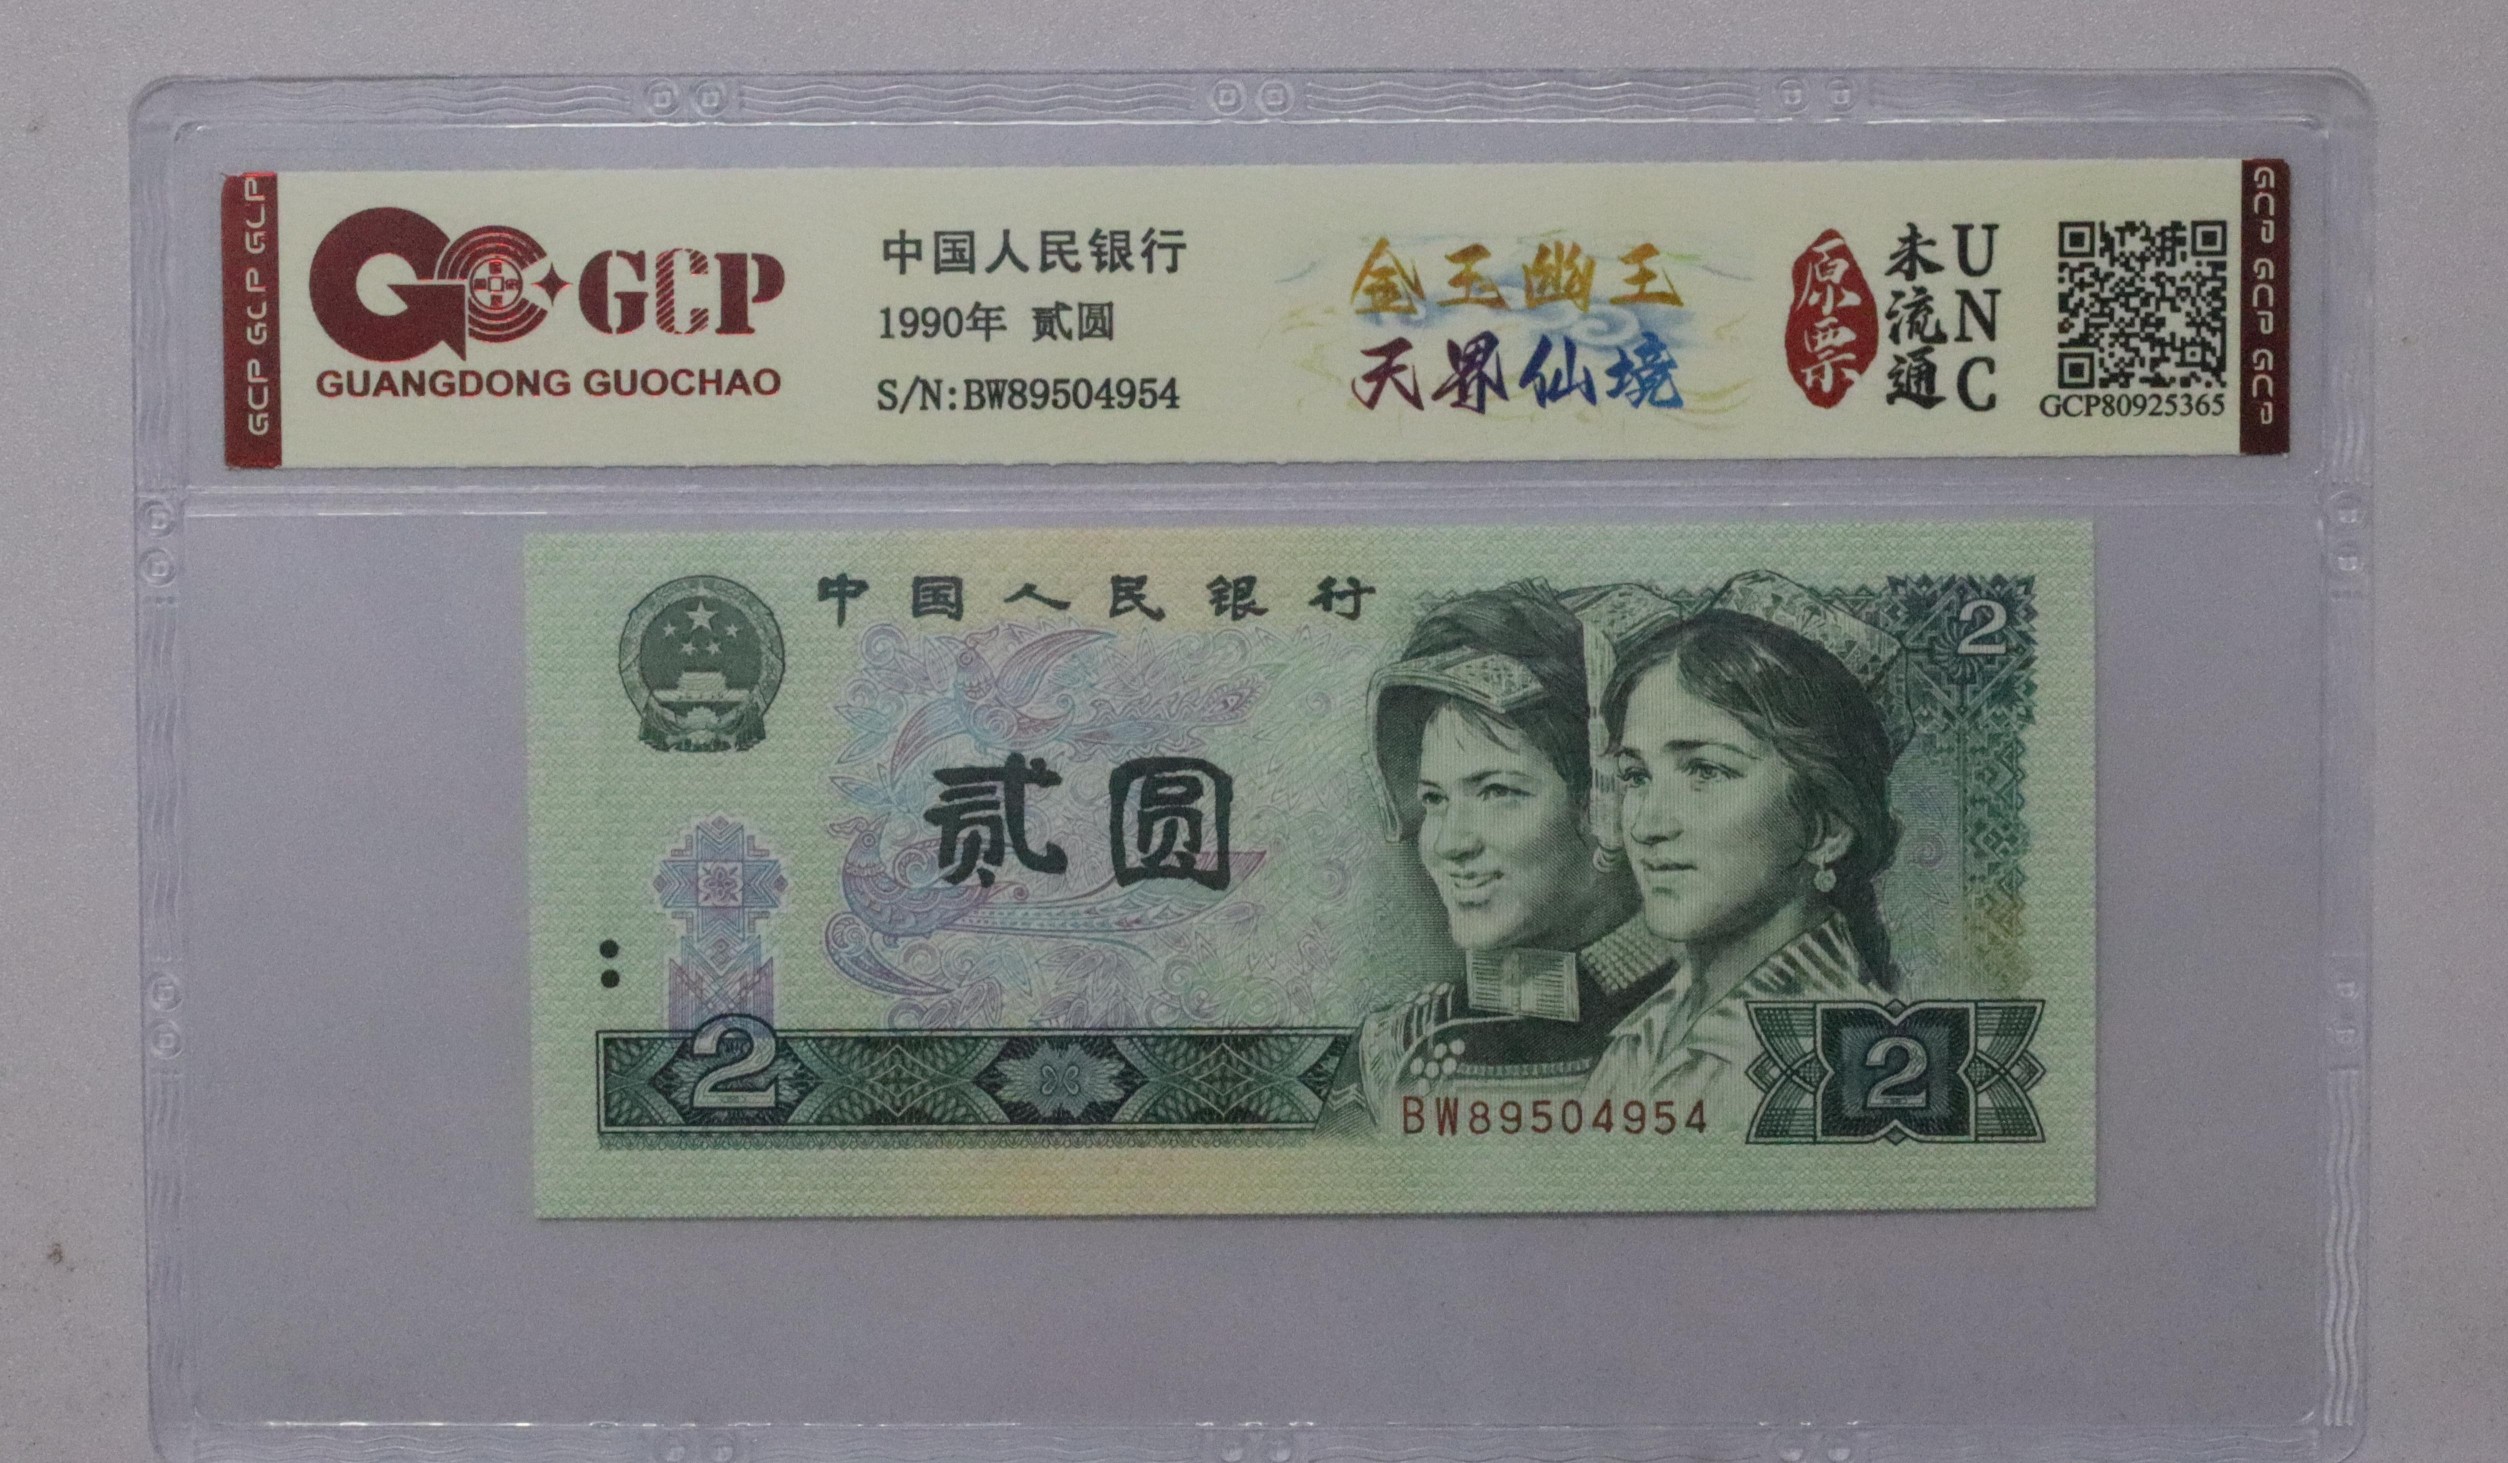 GCP GCP GCP
GCP
GUANGDONG GUOCHAO
中国人民银行
1990年 贰圆
S/N:BW89504954
金玉幽王
天界仙境
原票
未流通
UNC
GCP80925365
GCP GCP GCP
中国人民银行
2
贰圆
2
BW89504954
2